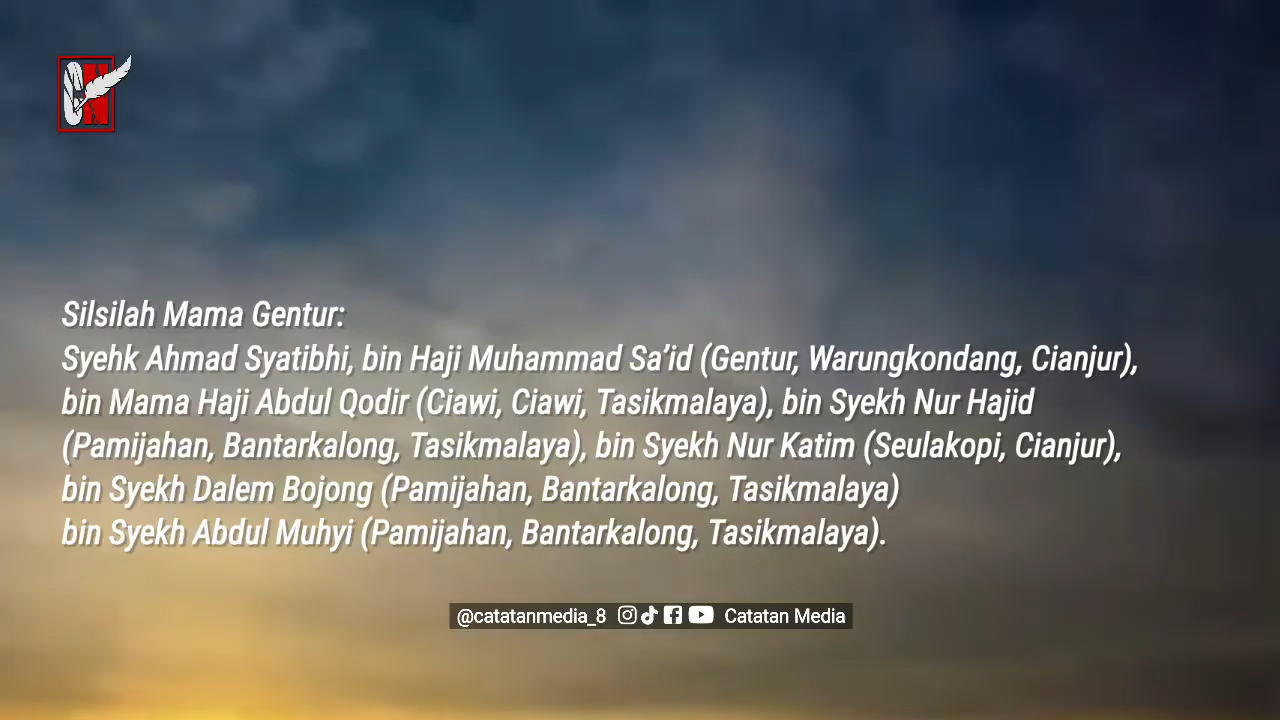 Silsilah Mama Gentur:
Syehk Ahmad Syatibhi, bin Haji Muhammad Sa’id (Gentur, Warungkondang, Cianjur),
bin Mama Haji Abdul Qodir (Ciawi, Ciawi, Tasikmalaya), bin Syekh Nur Hajid
(Pamijahan, Bantarkalong, Tasikmalaya), bin Syekh Nur Katim (Seulakopi, Cianjur),
bin Syekh Dalem Bojong (Pamijahan, Bantarkalong, Tasikmalaya)
bin Syekh Abdul Muhyi (Pamijahan, Bantarkalong, Tasikmalaya).
@catatanmedia_8 Catatan Media